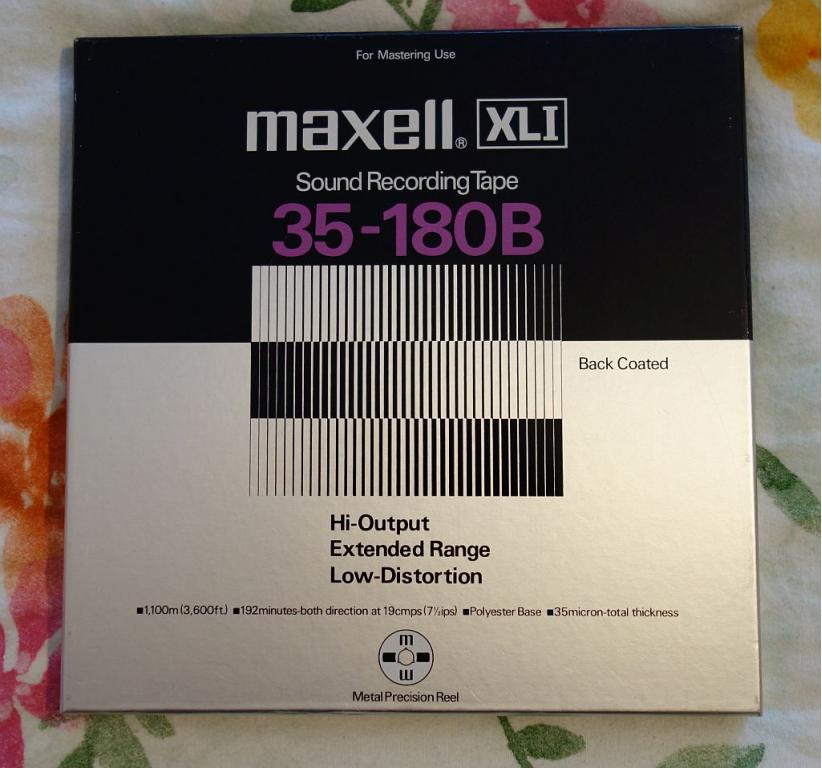 For Mastering Use
maxell® XLI
Sound Recording Tape
35-180B
Back Coated
Hi-Output
Extended Range
Low-Distortion
■1,100m (3,600ft.) ■192minutes-both direction at 19cmps (7½ips) ■Polyester Base ■35micron-total thickness
m
m
Metal Precision Reel